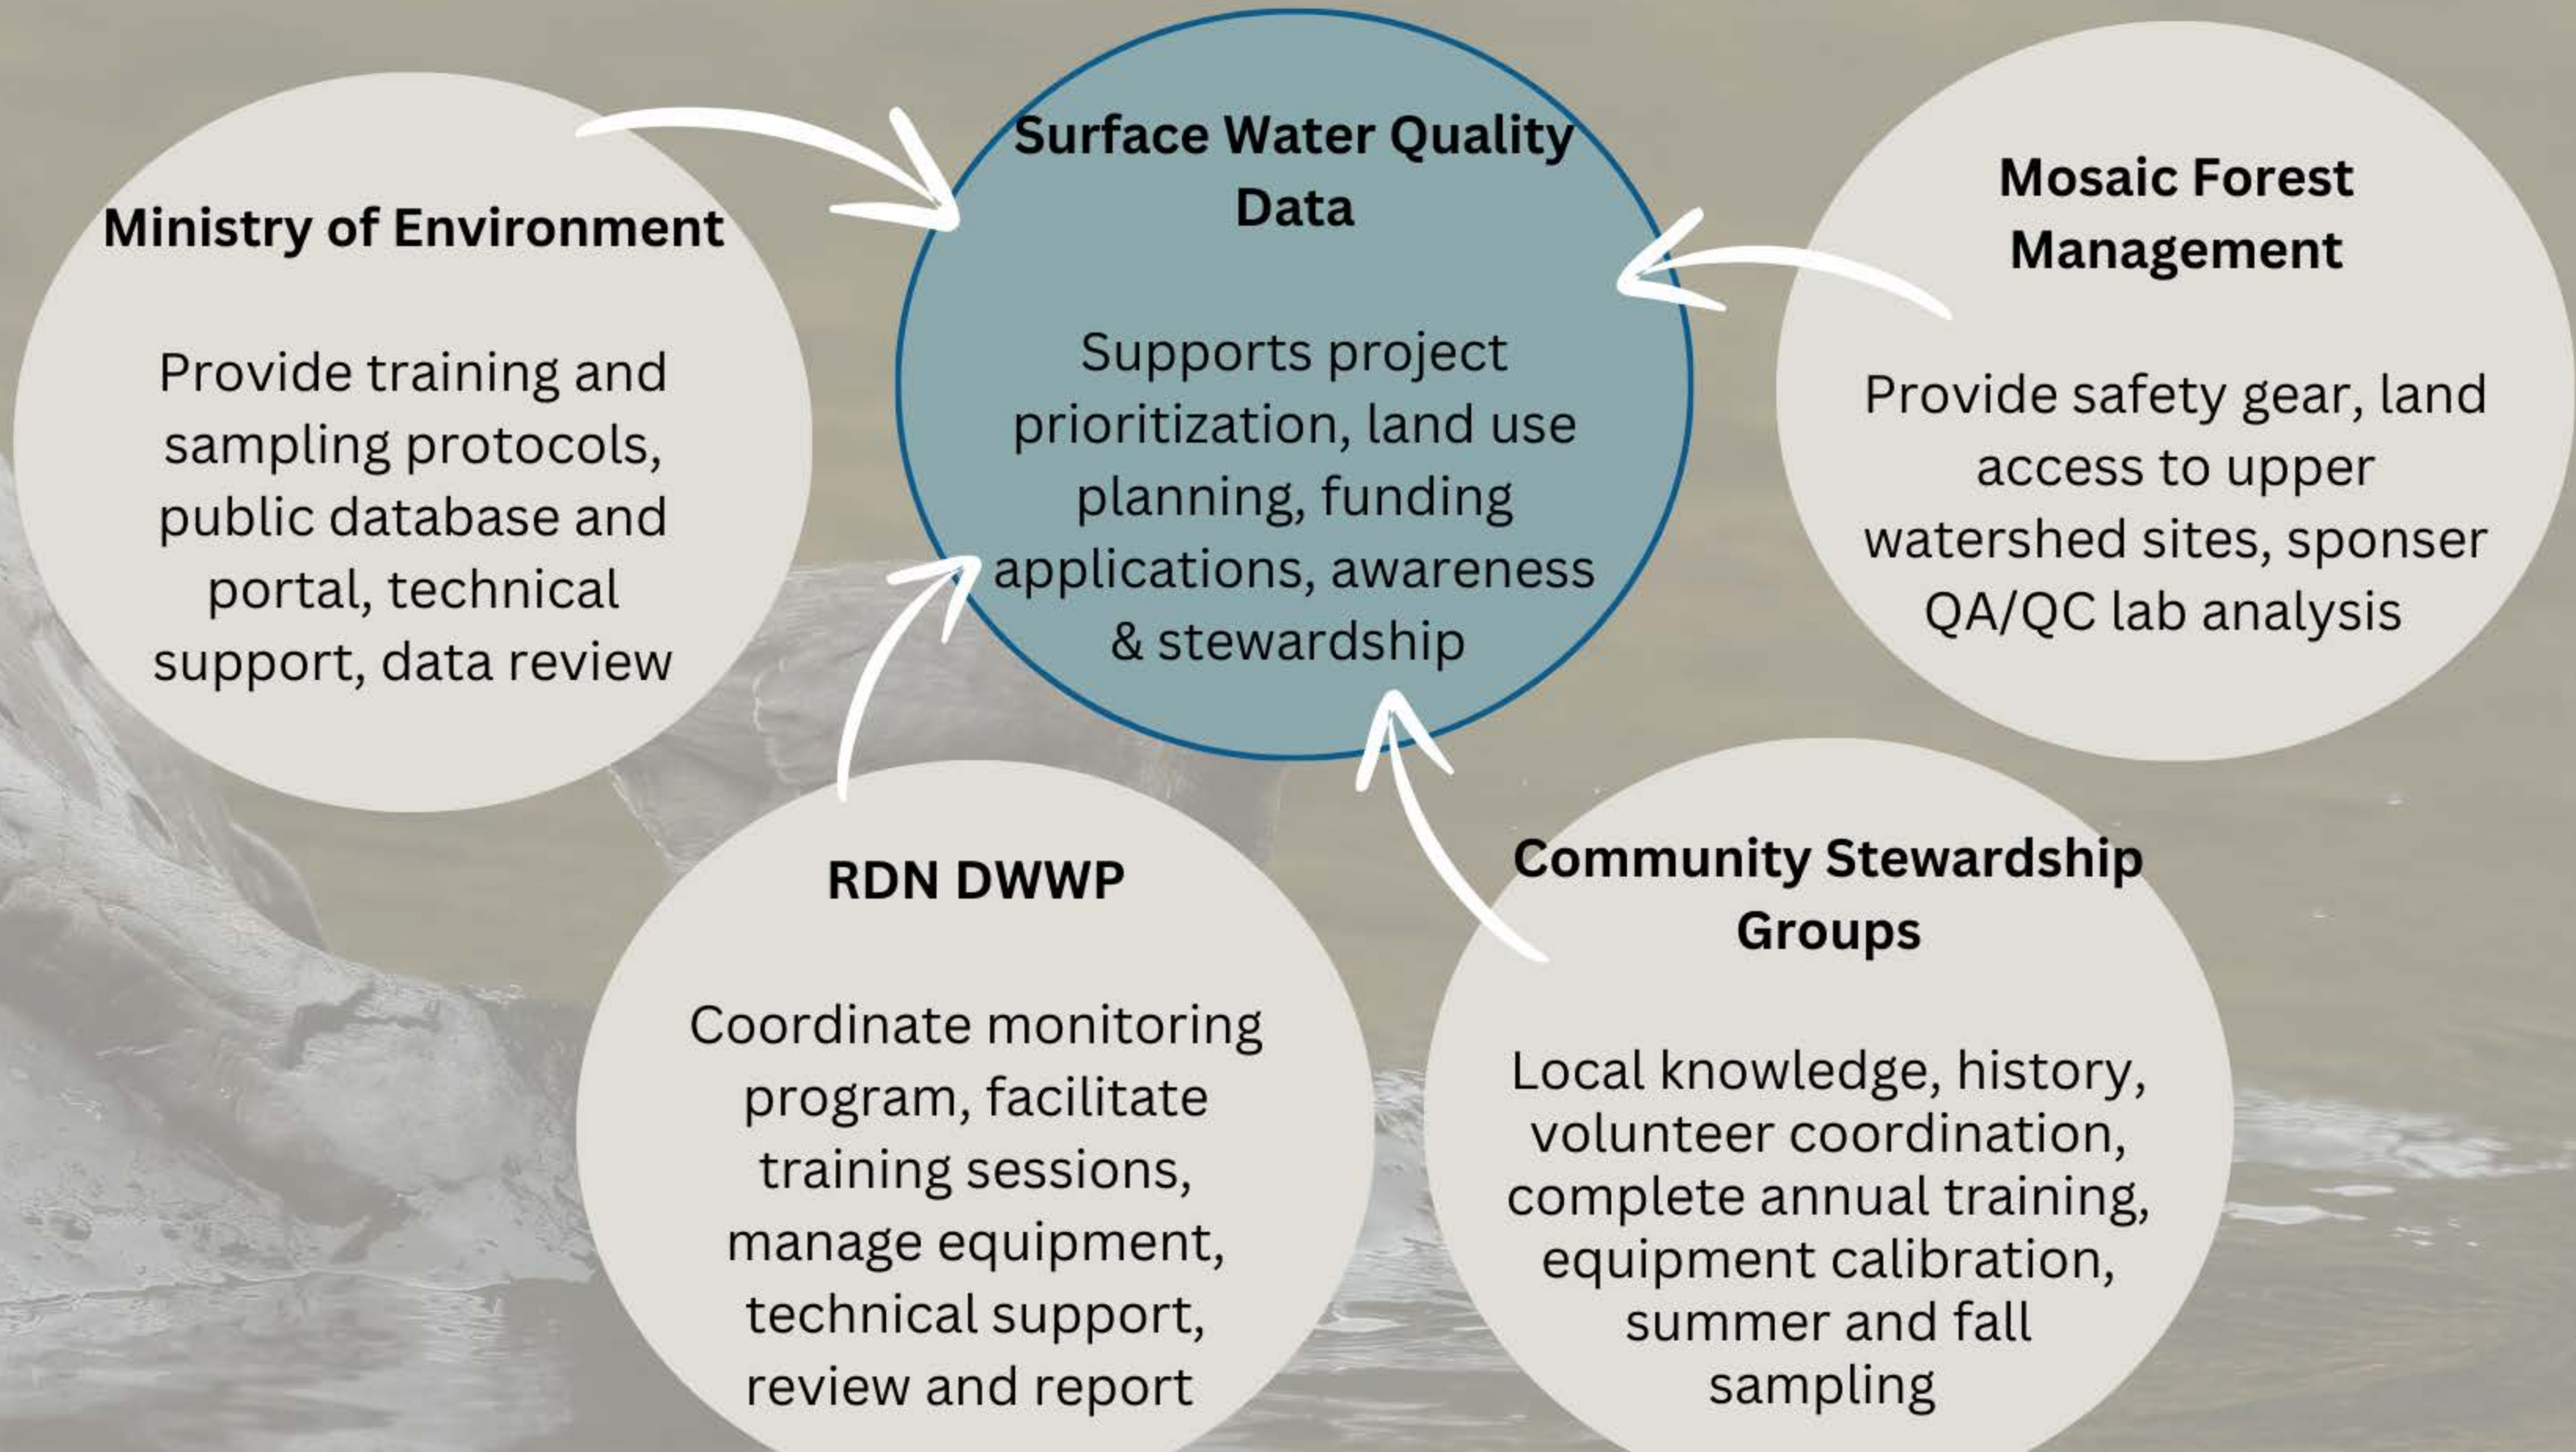 Ministry of Environment
Provide training and
sampling protocols,
public database and
portal, technical
support, data review
Surface Water Quality
Data
Supports project
prioritization, land use
planning, funding
applications, awareness
& stewardship
Mosaic Forest
Management
Provide safety gear, land
access to upper
watershed sites, sponser
QA/QC lab analysis
RDN DWWP
Coordinate monitoring
program, facilitate
training sessions,
manage equipment,
technical support,
review and report
Community Stewardship
Groups
Local knowledge, history,
volunteer coordination,
complete annual training,
equipment calibration,
summer and fall
sampling